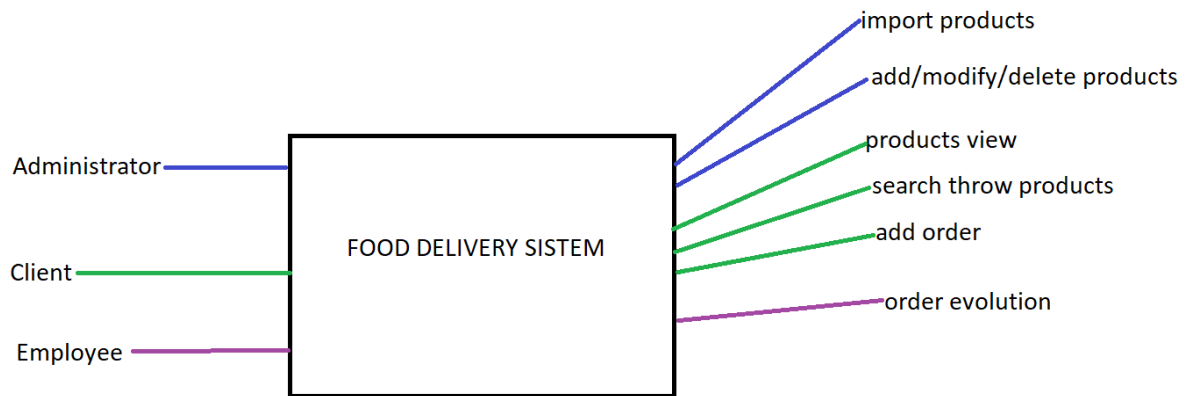 import products
add/modify/delete products
products view
Administrator
search throw products
add order
FOOD DELIVERY SISTEM
Client
order evolution
Employee